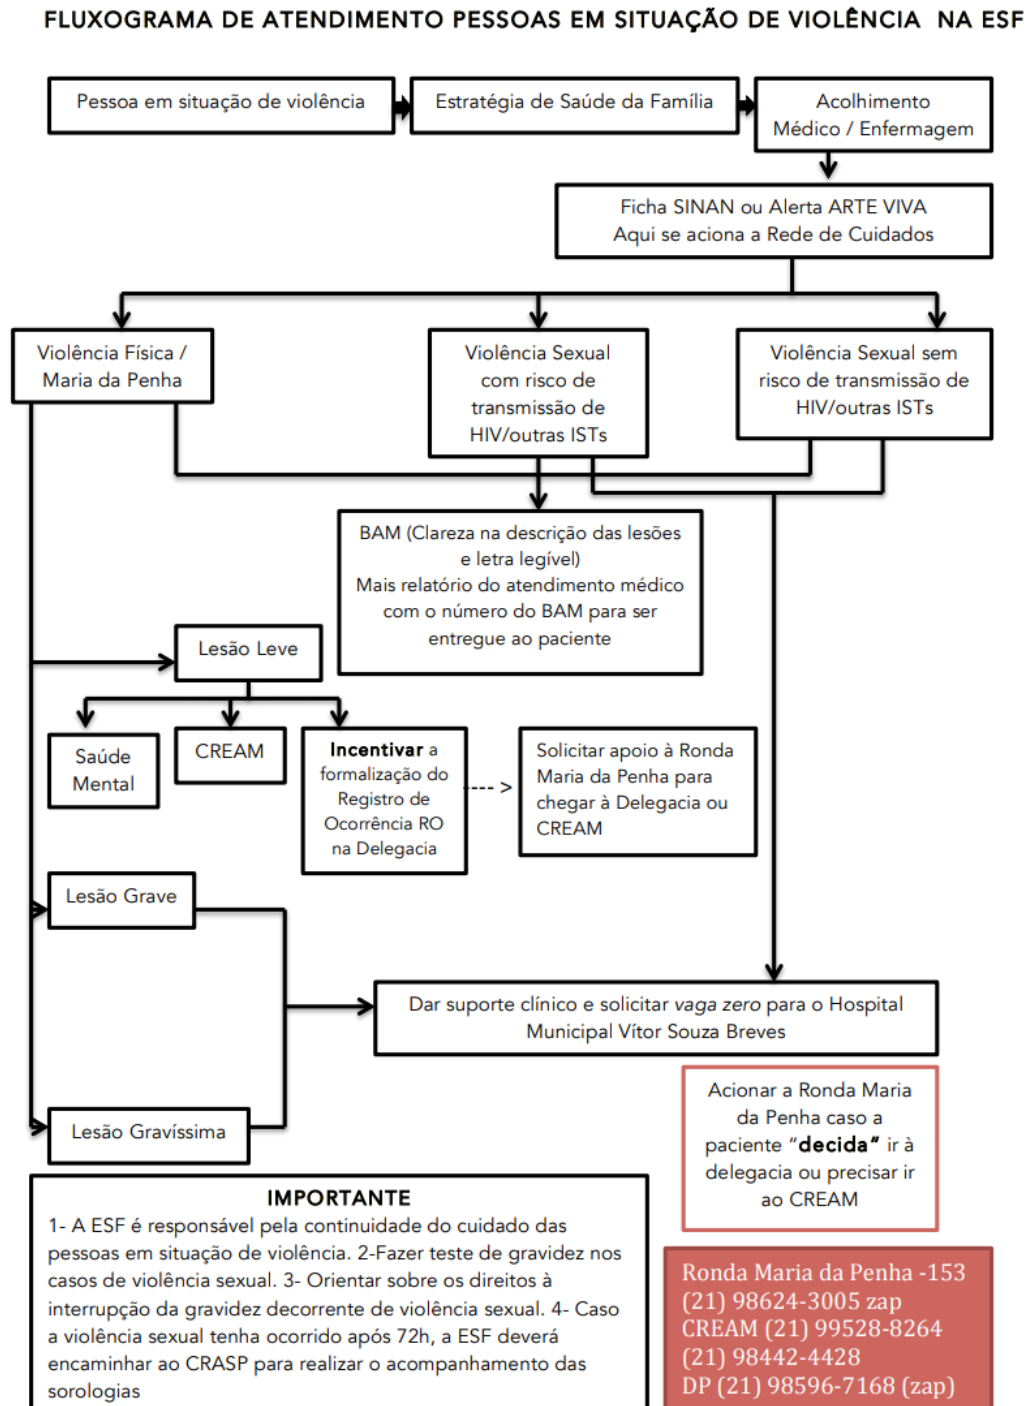 FLUXOGRAMA DE ATENDIMENTO PESSOAS EM SITUAÇÃO DE VIOLÊNCIA NA ESF
Pessoa em situação de violência
Estratégia de Saúde da Família
Acolhimento
Médico / Enfermagem
Ficha SINAN ou Alerta ARTE VIVA
Aqui se aciona a Rede de Cuidados
Violência Física /
Maria da Penha
Violência Sexual
com risco de
transmissão de
HIV/outras ISTs
Violência Sexual sem
risco de transmissão de
HIV/outras ISTs
BAM (Clareza na descrição das lesões
e letra legível)
Mais relatório do atendimento médico
com o número do BAM para ser
entregue ao paciente
Lesão Leve
Saúde
Mental
CREAM
Incentivar a
formalização do
Registro de
Ocorrência RO
na Delegacia
---- >
Solicitar apoio à Ronda
Maria da Penha para
chegar à Delegacia ou
CREAM
Lesão Grave
Dar suporte clínico e solicitar vaga zero para o Hospital
Municipal Vítor Souza Breves
Lesão Gravíssima
Acionar a Ronda Maria
da Penha caso a
paciente “decida” ir à
delegacia ou precisar ir
ao CREAM
IMPORTANTE
1- A ESF é responsável pela continuidade do cuidado das
pessoas em situação de violência. 2-Fazer teste de gravidez nos
casos de violência sexual. 3- Orientar sobre os direitos à
interrupção da gravidez decorrente de violência sexual. 4- Caso
a violência sexual tenha ocorrido após 72h, a ESF deverá
encaminhar ao CRASP para realizar o acompanhamento das
sorologias
Ronda Maria da Penha -153
(21) 98624-3005 zap
CREAM (21) 99528-8264
(21) 98442-4428
DP (21) 98596-7168 (zap)